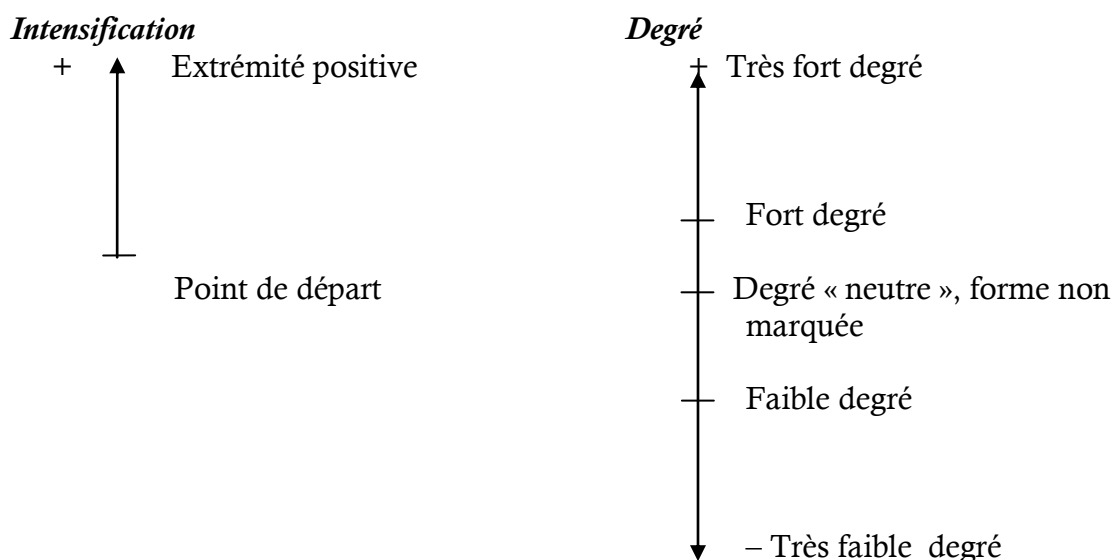 Intensification
+ Extrémité positive
Point de départ
Degré
+ Très fort degré
Fort degré
Degré « neutre », forme non
marquée
Faible degré
– Très faible degré